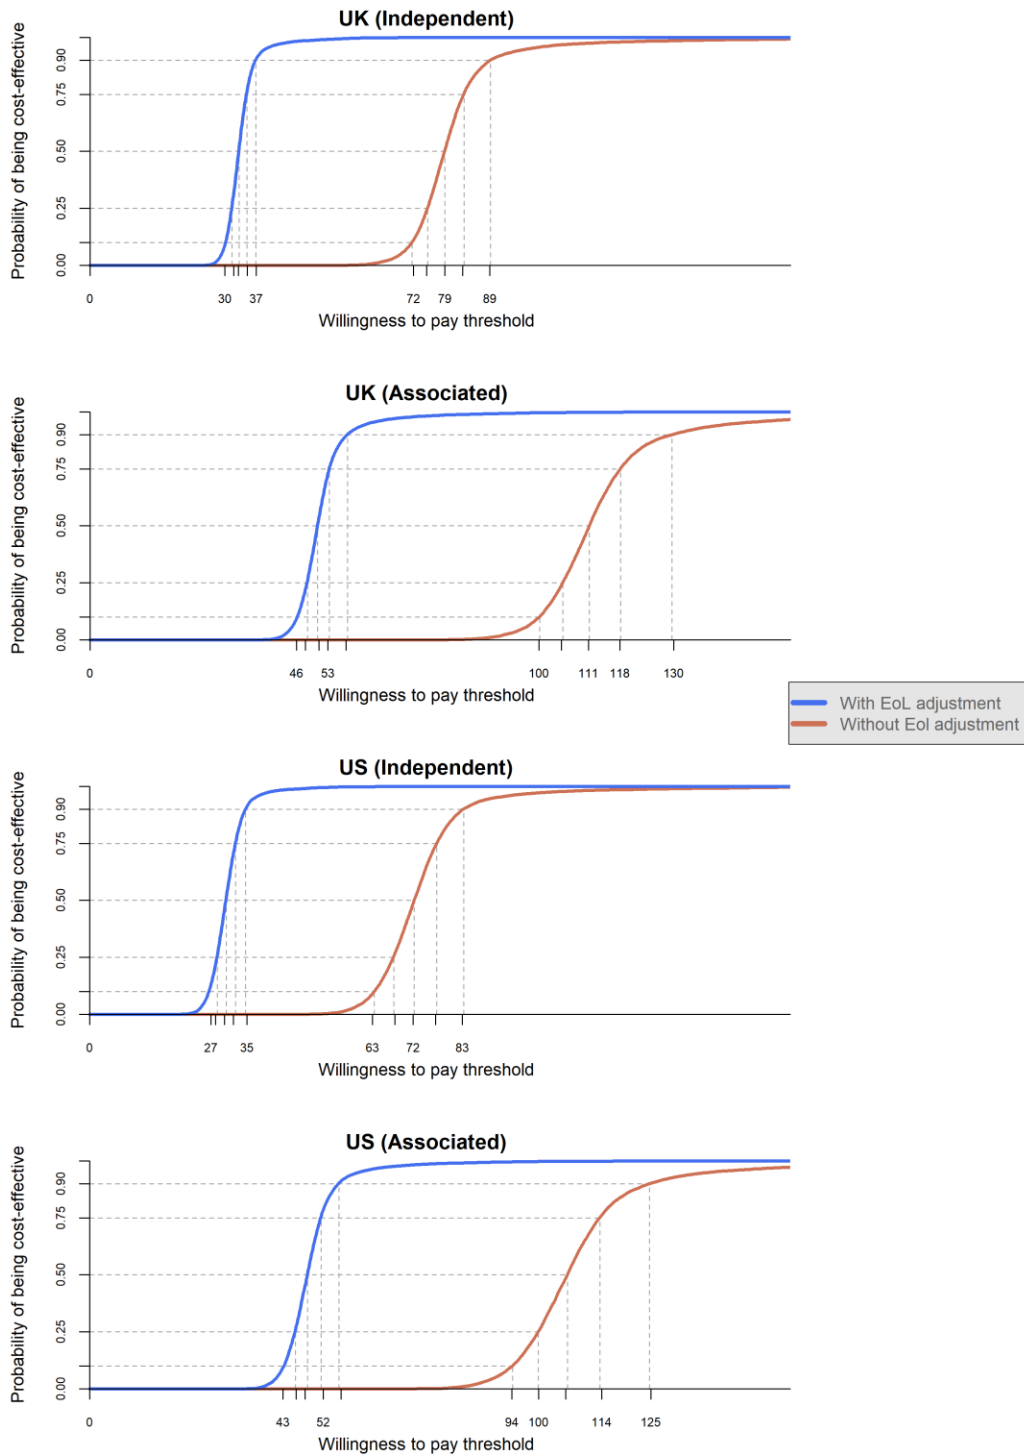 UK (Independent)
Probability of being cost-effective
0.90
0.75
0.50
0.25
0.00
0 30 37 72 79 89
Willingness to pay threshold
UK (Associated)
Probability of being cost-effective
0.90
0.75
0.50
0.25
0.00
0 46 53 100 111 118 130
Willingness to pay threshold
With EoL adjustment
Without Eol adjustment
US (Independent)
Probability of being cost-effective
0.90
0.75
0.50
0.25
0.00
0 27 35 63 72 83
Willingness to pay threshold
US (Associated)
Probability of being cost-effective
0.90
0.75
0.50
0.25
0.00
0 43 52 94 100 114 125
Willingness to pay threshold